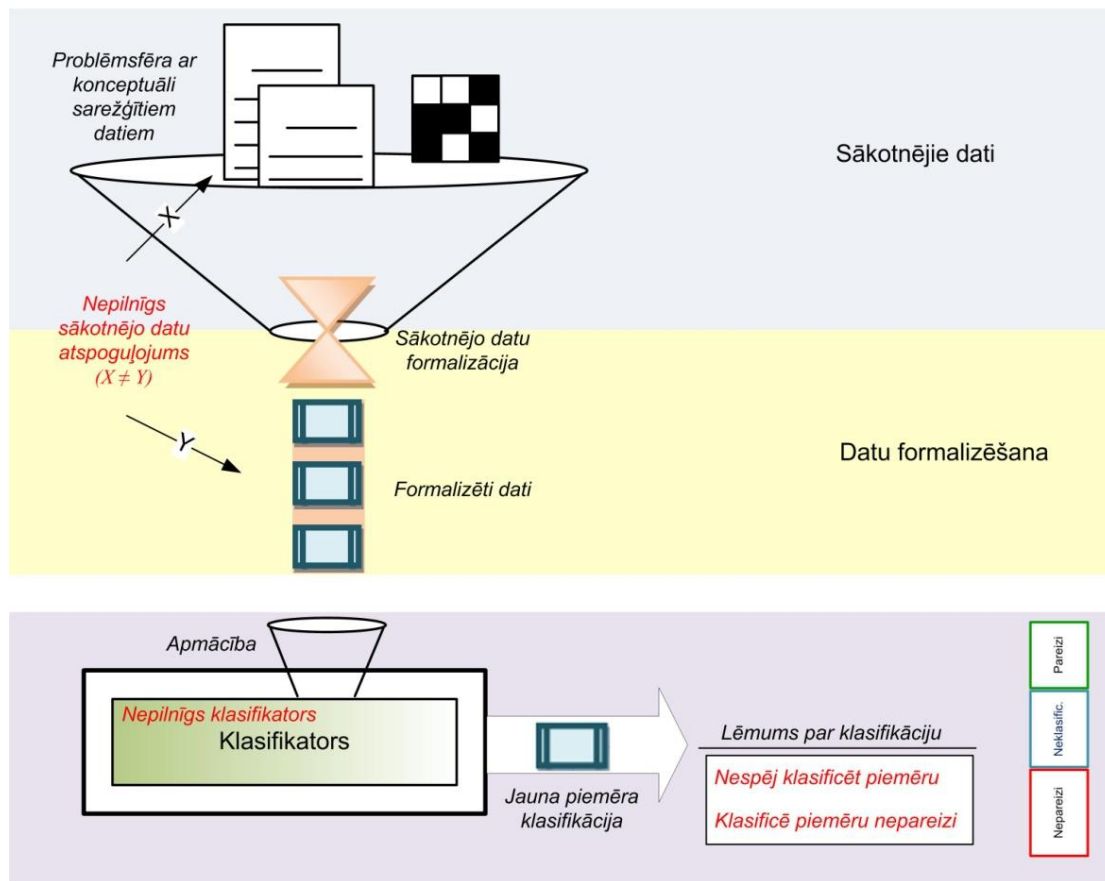 Problēmsfēra ar
konceptuāli
sarežģītiem
datiem
Sākotnējie dati
X
Nepilnīgs
sākotnējo datu
atspoguļojums
(X ≠ Y)
Sākotnējo datu
formalizācija
Y
Datu formalizēšana
Formalizēti dati
Apmācība
Nepilnīgs klasifikators
Klasifikators
Jauna piemēra
klasifikācija
Lēmums par klasifikāciju
Nespēj klasificēt piemēru
Klasificē piemēru nepareizi
Pareizi
Neklasific.
Nepareizi